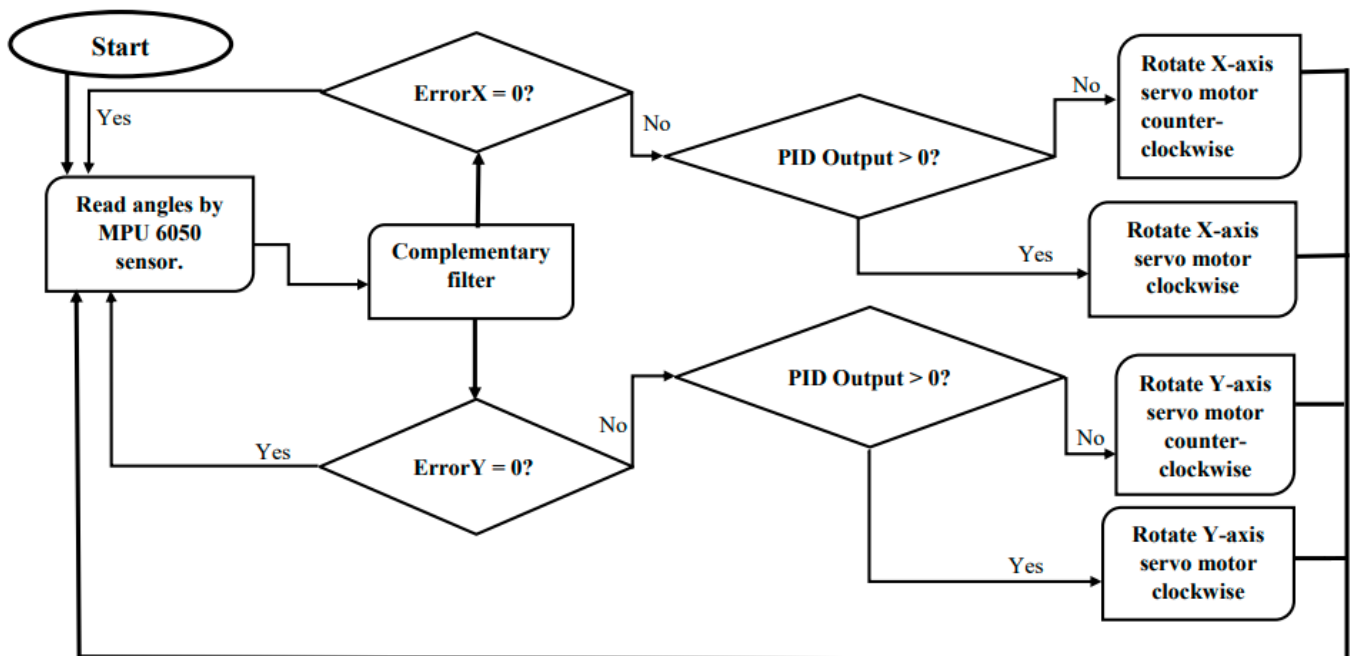 Start
ErrorX = 0?
Yes
No
PID Output > 0?
No
Rotate X-axis
servo motor
counter-
clockwise
Read angles by
MPU 6050
sensor.
Complementary
filter
Yes
Rotate X-axis
servo motor
clockwise
PID Output > 0?
No
Yes
ErrorY = 0?
No
Rotate Y-axis
servo motor
counter-
clockwise
Yes
Rotate Y-axis
servo motor
clockwise